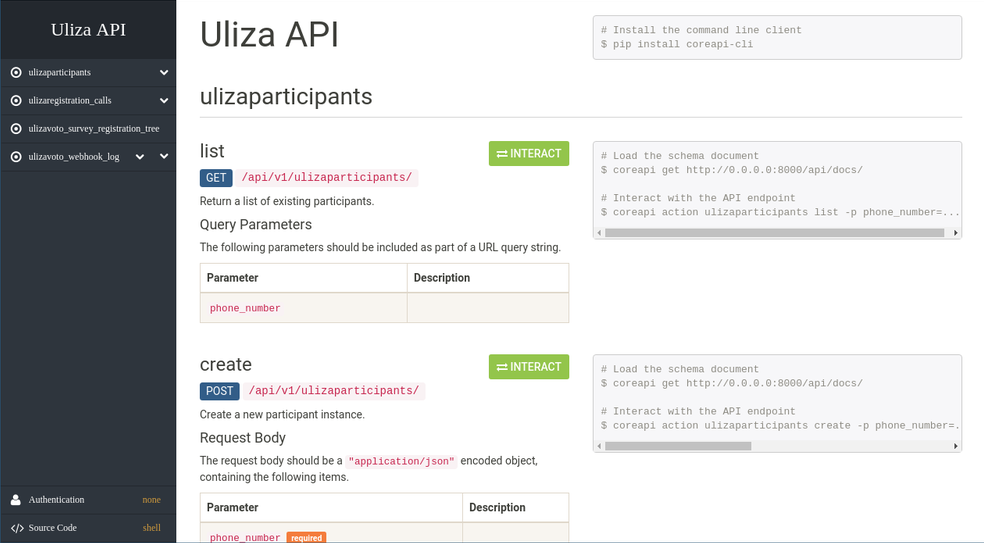 Uliza API
ulizaparticipants
ulizaregistration_calls
ulizavoto_survey_registration_tree
ulizavoto_webhook_log
Authentication none
Source Code shell
Uliza API
# Install the command line client
$ pip install coreapi-cli
ulizaparticipants
list
INTERACT
GET /api/v1/ulizaparticipants/
Return a list of existing participants.
Query Parameters
The following parameters should be included as part of a URL query string.
Parameter Description
phone_number
# Load the schema document
$ coreapi get http://0.0.0.0:8000/api/docs/
# Interact with the API endpoint
$ coreapi action ulizaparticipants list -p phone_number=...
create
INTERACT
POST /api/v1/ulizaparticipants/
Create a new participant instance.
Request Body
The request body should be a "application/json" encoded object,
containing the following items.
Parameter Description
phone_number required
# Load the schema document
$ coreapi get http://0.0.0.0:8000/api/docs/
# Interact with the API endpoint
$ coreapi action ulizaparticipants create -p phone_number=.